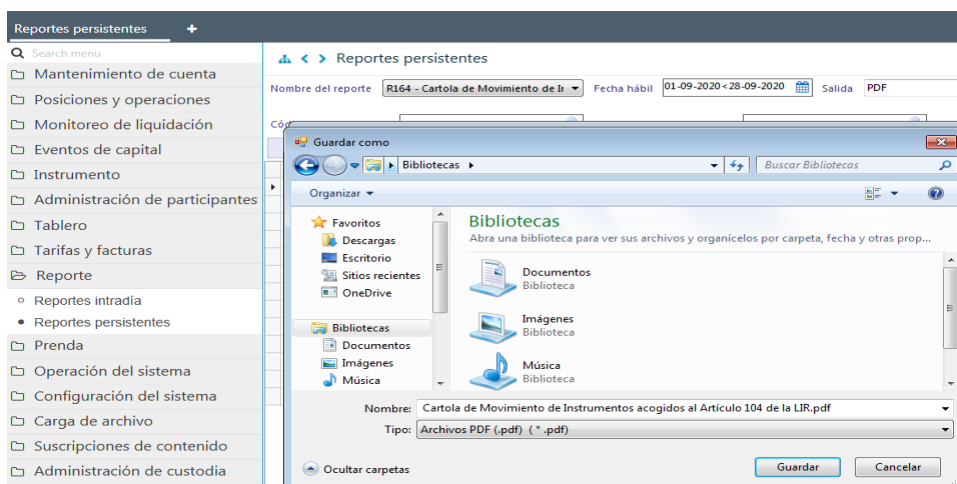 Reportes persistentes +
Search menu
Mantenimiento de cuenta
Posiciones y operaciones
Monitoreo de liquidación
Eventos de capital
Instrumento
Administración de participantes
Tablero
Tarifas y facturas
Reporte
Reportes intradía
Reportes persistentes
Prenda
Operación del sistema
Configuración del sistema
Carga de archivo
Suscripciones de contenido
Administración de custodia
Reportes persistentes
Nombre del reporte R164 - Cartola de Movimiento de Ir Fecha hábil 01-09-2020<28-09-2020 Salida PDF
Guardar como
Bibliotecas
Buscar Bibliotecas
Organizar
Favoritos
Descargas
Escritorio
Sitios recientes
OneDrive
Bibliotecas
Documentos
Imágenes
Música
Bibliotecas
Abra una biblioteca para ver sus archivos y organícelos por carpeta, fecha y otras prop...
Documentos
Biblioteca
Imágenes
Biblioteca
Música
Biblioteca
Nombre: Cartola de Movimiento de Instrumentos acogidos al Artículo 104 de la LIR.pdf
Tipo: Archivos PDF (.pdf) ( *.pdf)
Ocultar carpetas
Guardar
Cancelar